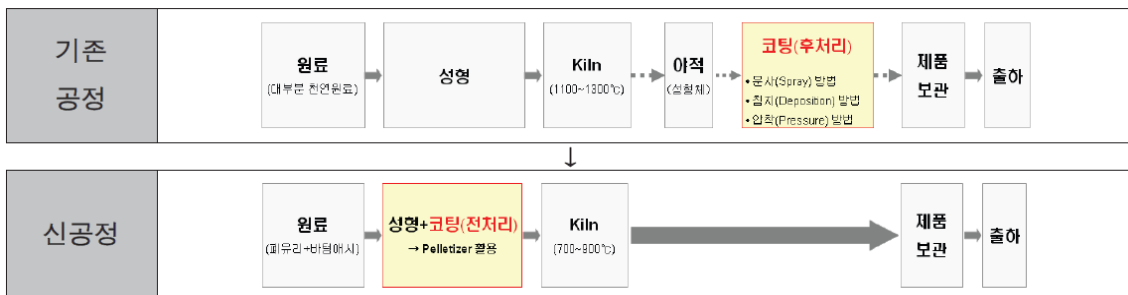 기존
공정
원료
(대부분 천연원료)
성형
Kiln
(1100~1300℃)
야적
(성형체)
코팅(후처리)
•분사(Spray) 방법
•침지(Deposition) 방법
•압착(Pressure) 방법
제품
보관
출하
↓
신공정
원료
(폐유리+바텀애시)
성형+코팅(전처리)
→ Pelletizer 활용
Kiln
(700~900℃)
제품
보관
출하